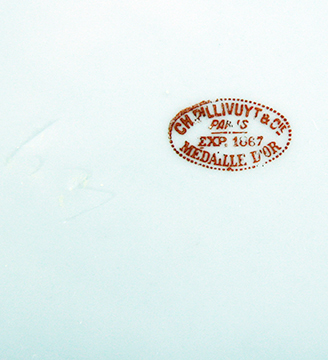 CH. PILLIVUYT & CIE
PARIS
EXP. 1867
MÉDAILLE D'OR